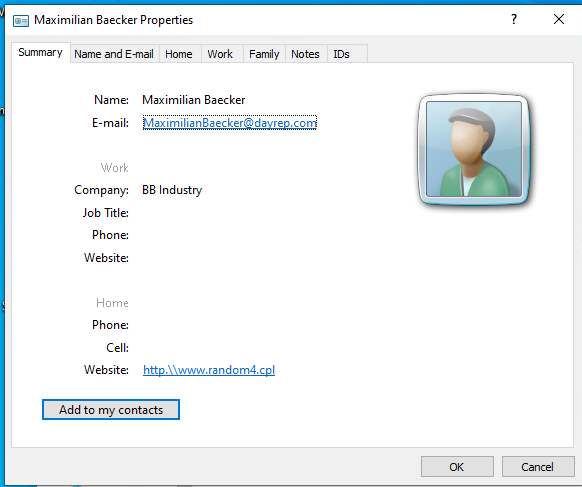 Maximilian Baecker Properties
Summary Name and E-mail Home Work Family Notes IDs
Name: Maximilian Baecker
E-mail: MaximilianBaecker@dayrep.com
Work
Company: BB Industry
Job Title:
Phone:
Website:
Home
Phone:
Cell:
Website: http.\\www.random4.cpl
Add to my contacts
OK Cancel